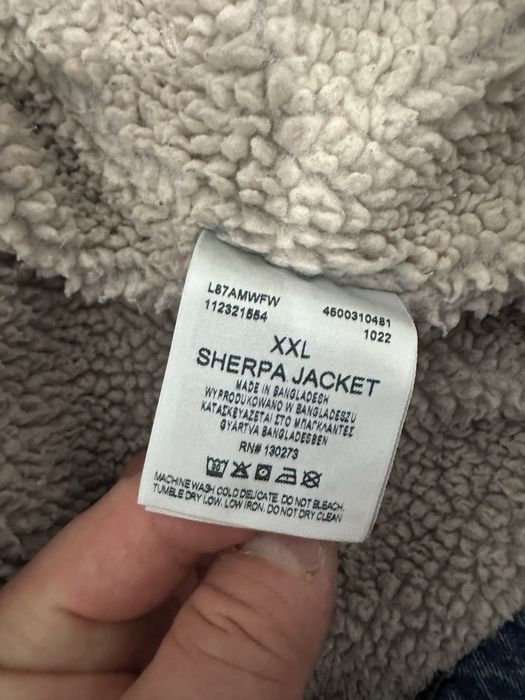 L87AMWFW 4500310481
112321554 1022
XXL
SHERPA JACKET
MADE IN BANGLADESH
WYPRODUKOWANO W BANGLADESZU
ΚΑΤΑΣΚΕΥΑΖΕΤΑΙ ΣΤΟ ΜΠΑΓΚΛΑΝΤΕΣ
GYÁRTVA BANGLADESBEN
RN# 130273
30
MACHINE WASH COLD DELICATE. DO NOT BLEACH.
TUMBLE DRY LOW. LOW IRON. DO NOT DRY CLEAN